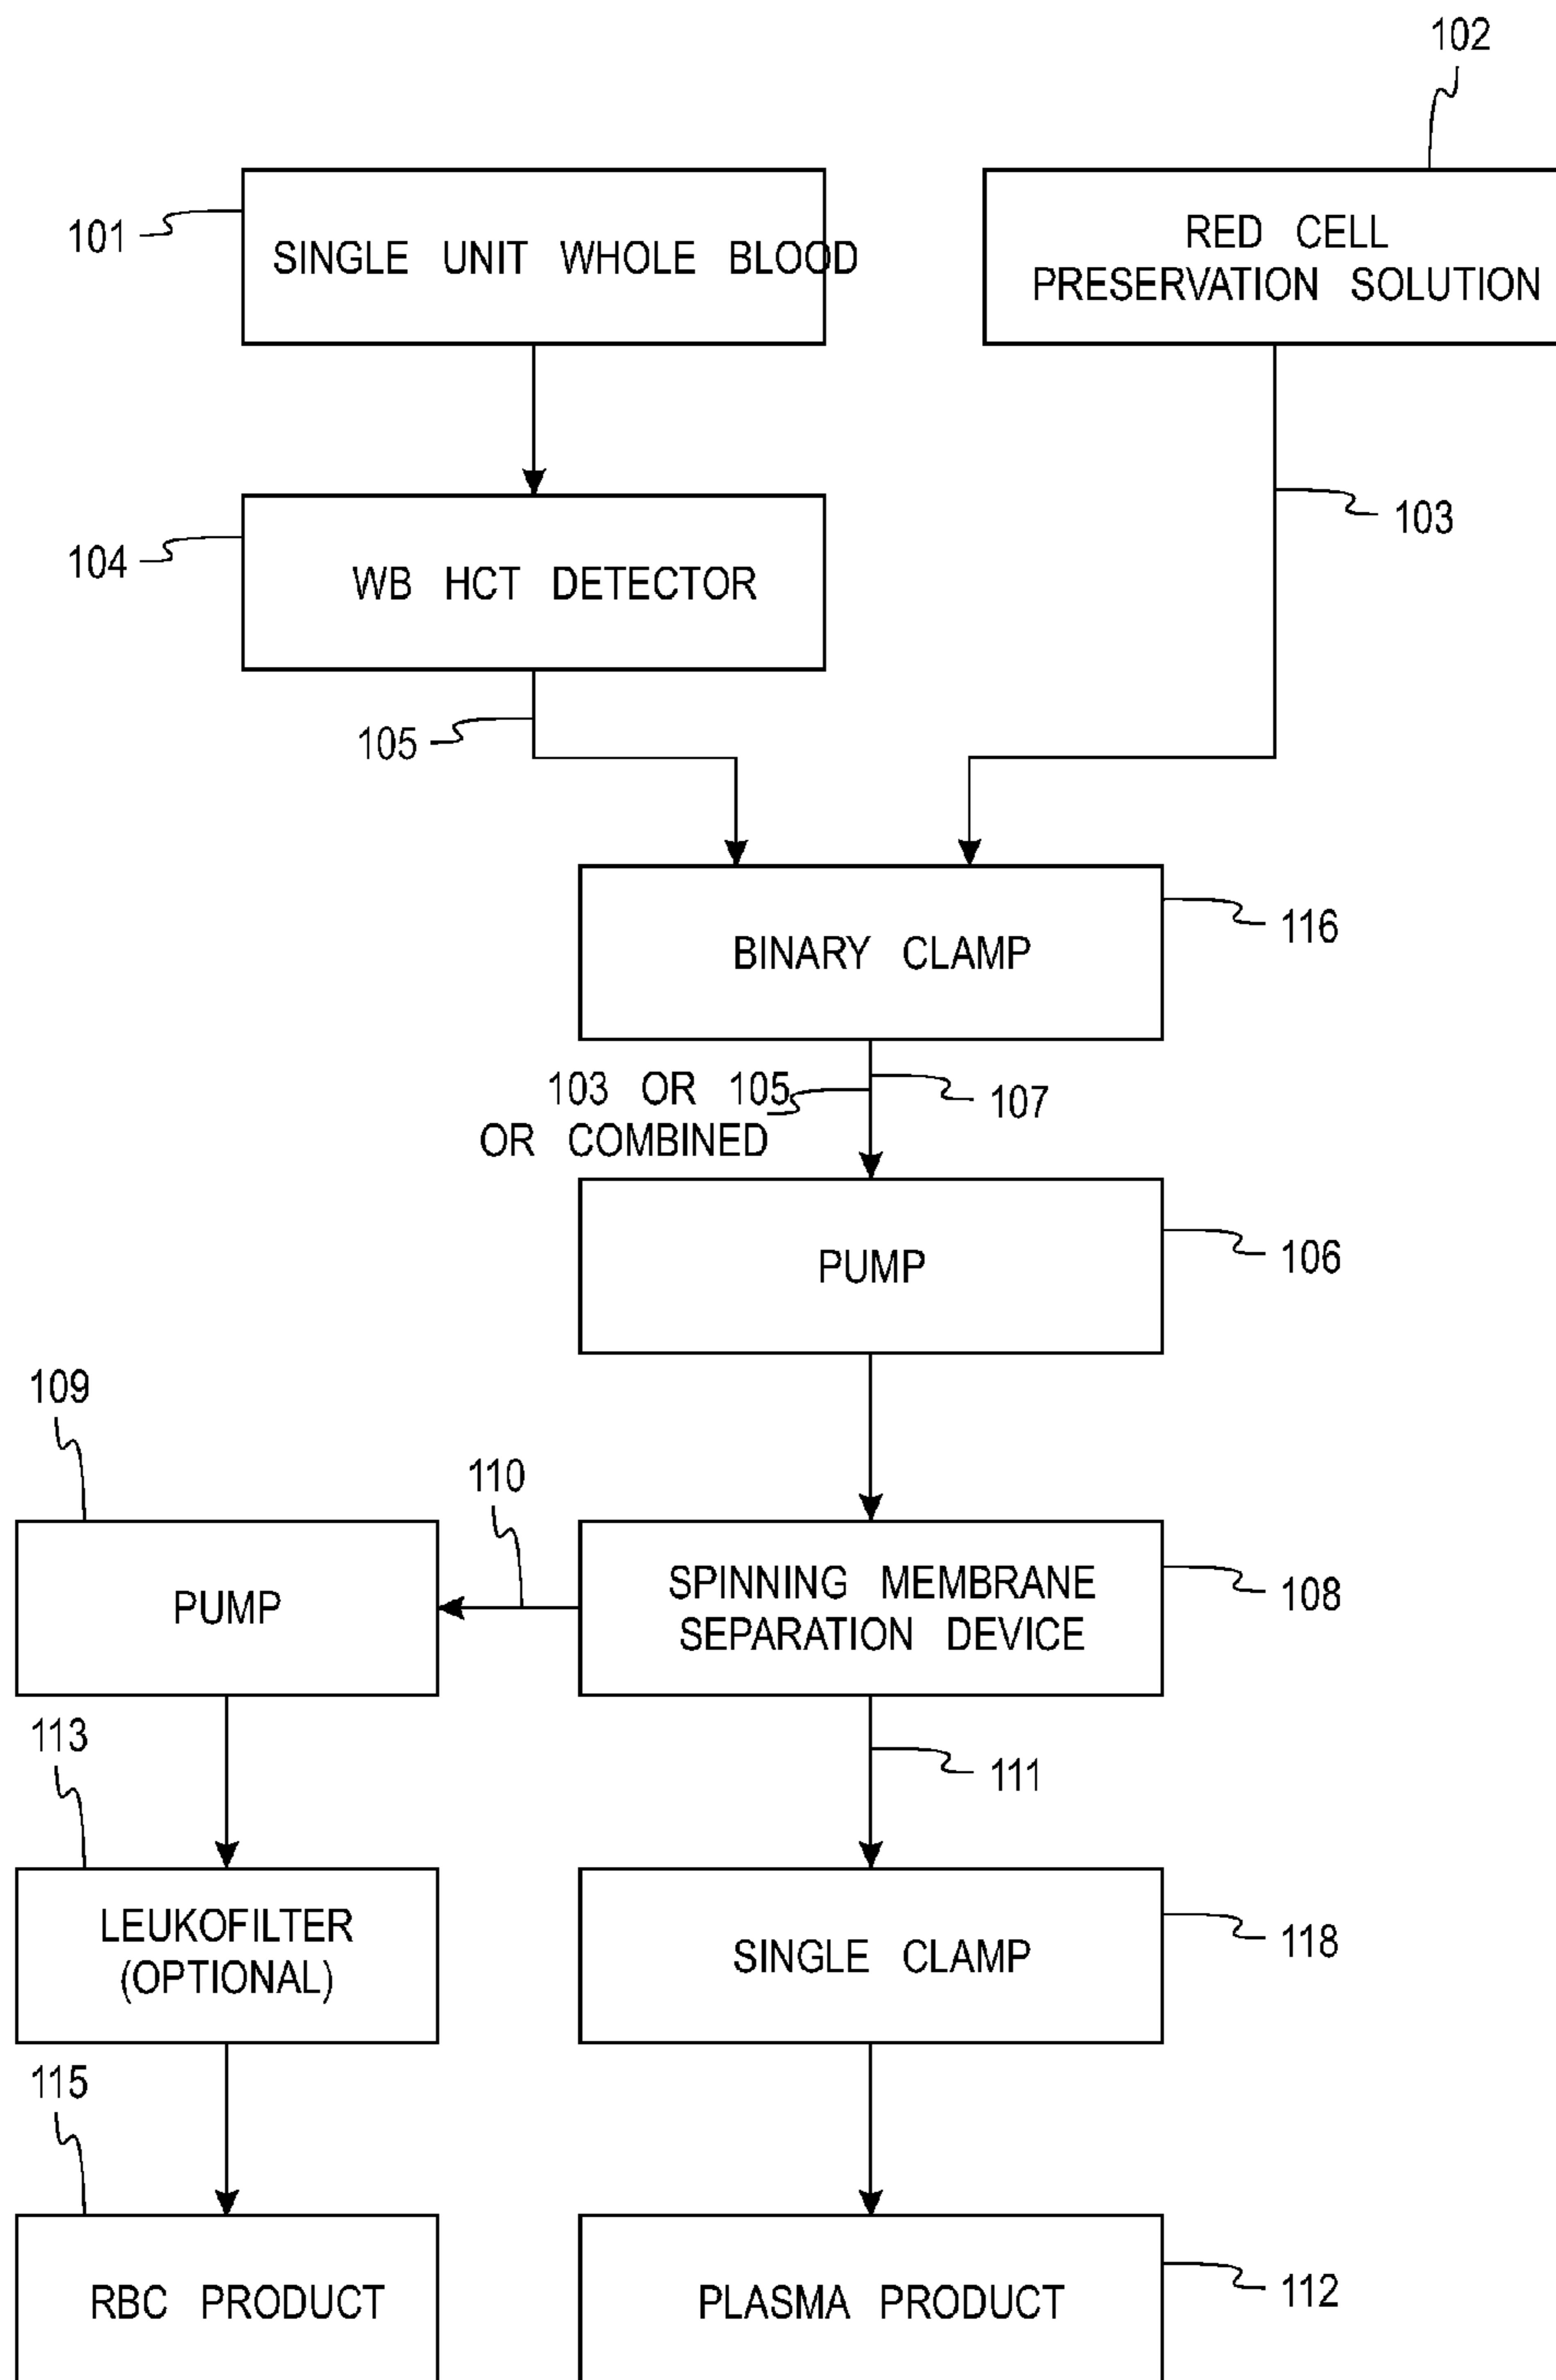 102
101
SINGLE UNIT WHOLE BLOOD
RED CELL
PRESERVATION SOLUTION
103
104
WB HCT DETECTOR
105
BINARY CLAMP
116
103 OR 105
OR COMBINED
107
PUMP
106
109
110
PUMP
SPINNING MEMBRANE
SEPARATION DEVICE
108
113
111
LEUKOFILTER
(OPTIONAL)
SINGLE CLAMP
118
115
RBC PRODUCT
PLASMA PRODUCT
112